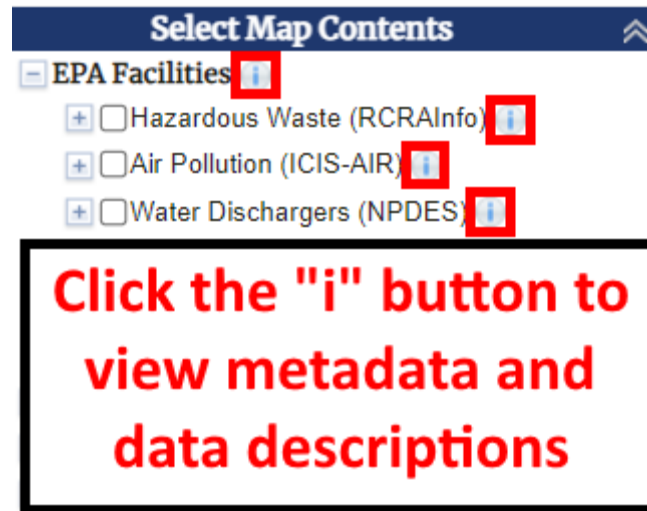 Select Map Contents
EPA Facilities i
Hazardous Waste (RCRAInfo) i
Air Pollution (ICIS-AIR) i
Water Dischargers (NPDES) i
Click the "i" button to
view metadata and
data descriptions